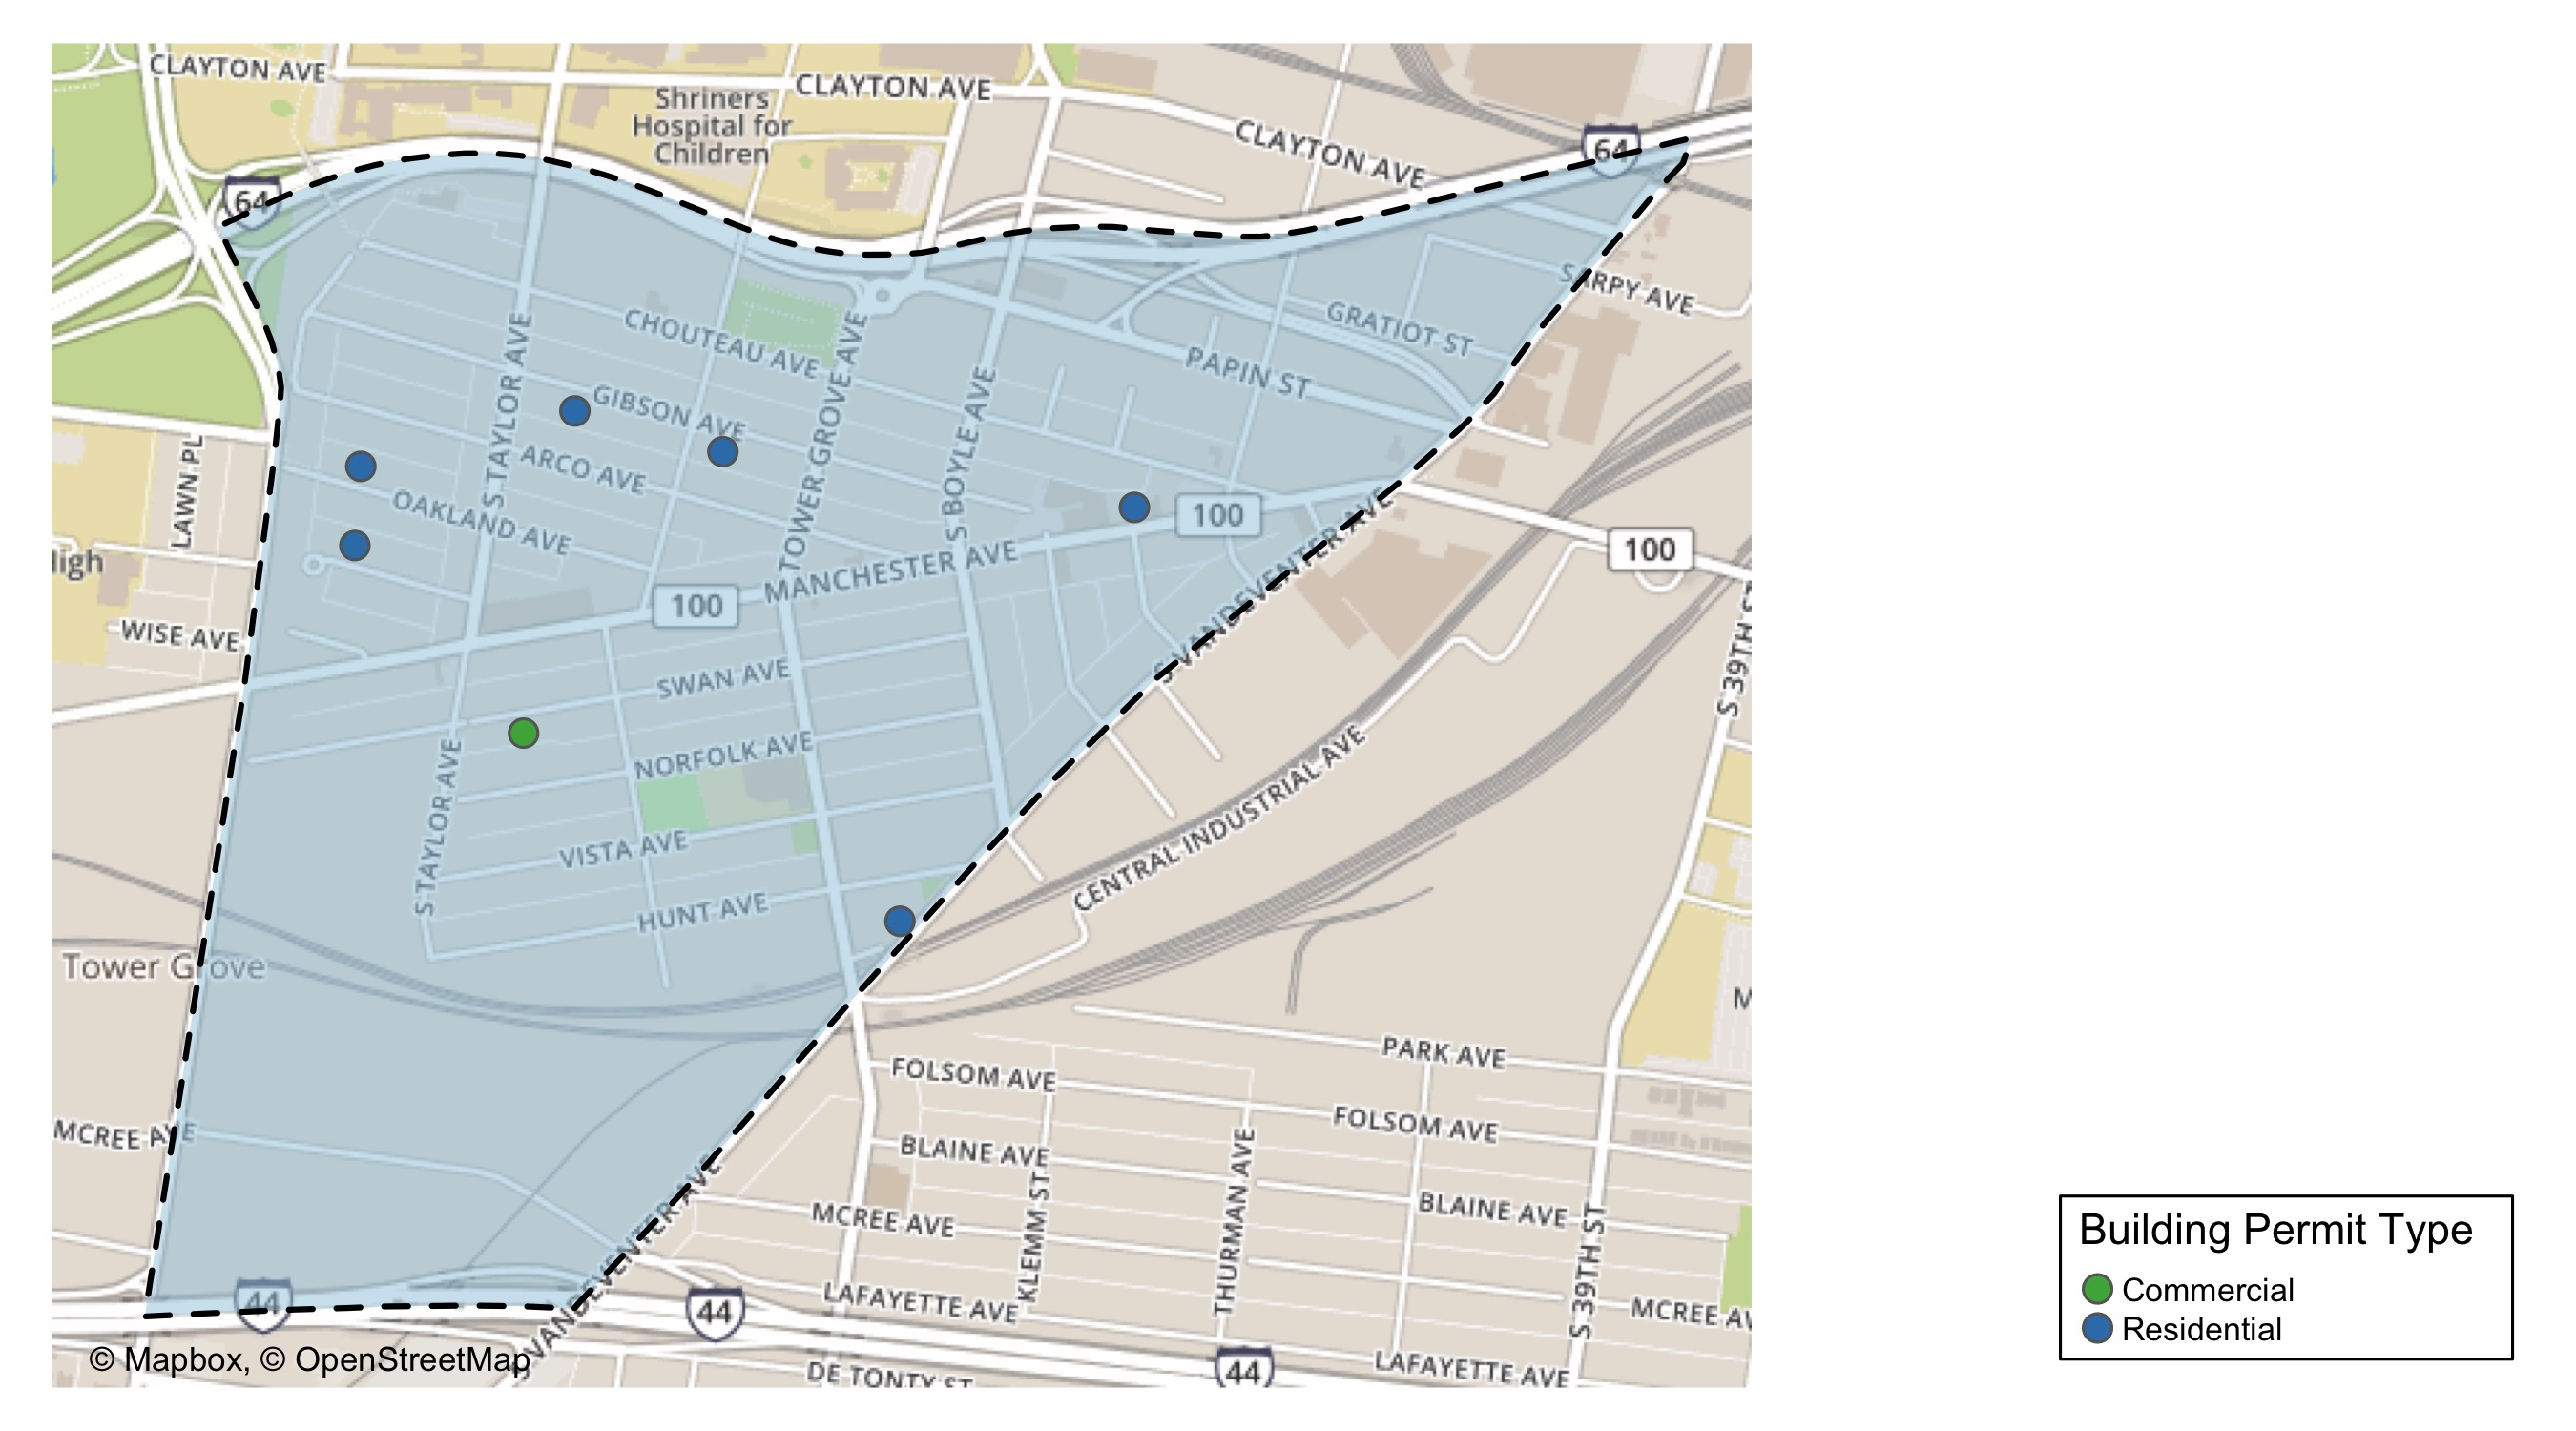 CLAYTON AVE
CLAYTON AVE
Shriners
Hospital for
Children
CLAYTON AVE
64
64
SARPY AVE
GRATIOT ST
CHOUTEAU AVE
PAPIN ST
GIBSON AVE
S TAYLOR AVE
TOWER GROVE AVE
S BOYLE AVE
ARCO AVE
LAWN PL
OAKLAND AVE
100
100
MANCHESTER AVE
100
S VANDEVENTER AVE
WISE AVE
SWAN AVE
S 39TH ST
NORFOLK AVE
S TAYLOR AVE
CENTRAL INDUSTRIAL AVE
VISTA AVE
HUNT AVE
Tower Grove
M
PARK AVE
FOLSOM AVE
FOLSOM AVE
MCREE AVE
BLAINE AVE
KLEMM ST
THURMAN AVE
BLAINE AVE
S 39TH ST
MCREE AVE
S VANDEVENTER AVE
LAFAYETTE AVE
44
44
MCREE AV
44
LAFAYETTE AVE
DE TONTY ST
© Mapbox, © OpenStreetMap
Building Permit Type
Commercial
Residential